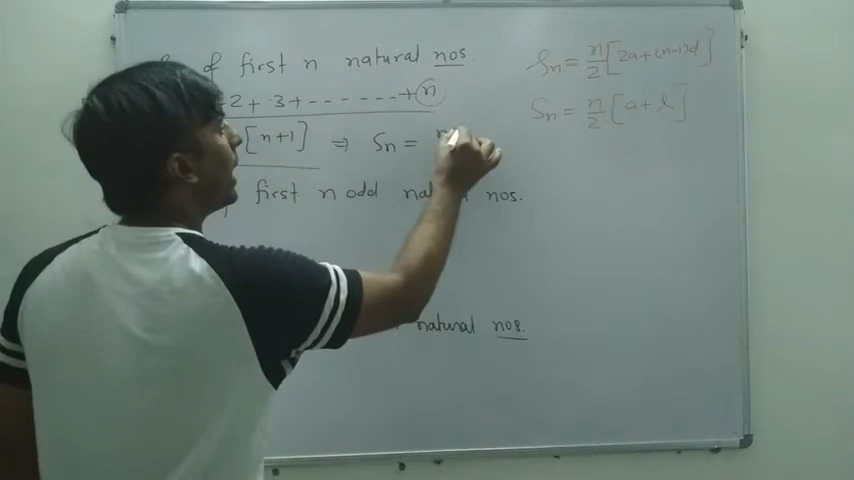 of first n natural nos.
2 + 3 + ------ + n
[n+1] ⇒ Sn = n
first n odd natural nos.
natural nos.
Sn = n/2 [2a + (n-1)d]
Sn = n/2 [a + l]